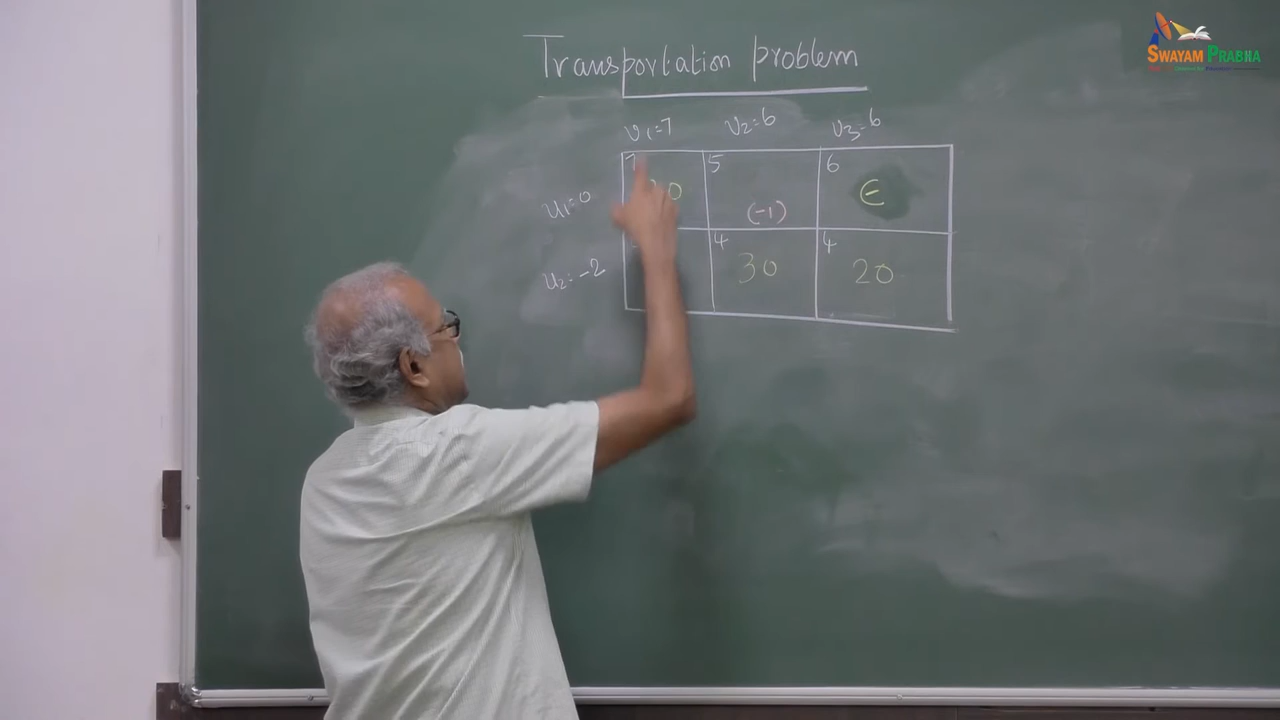 SWAYAM PRABHA
Transportation problem
v1=7 v2=6 v3=6
5 6
u1=0 0 (-1) ϵ
4 4
u2=-2 30 20